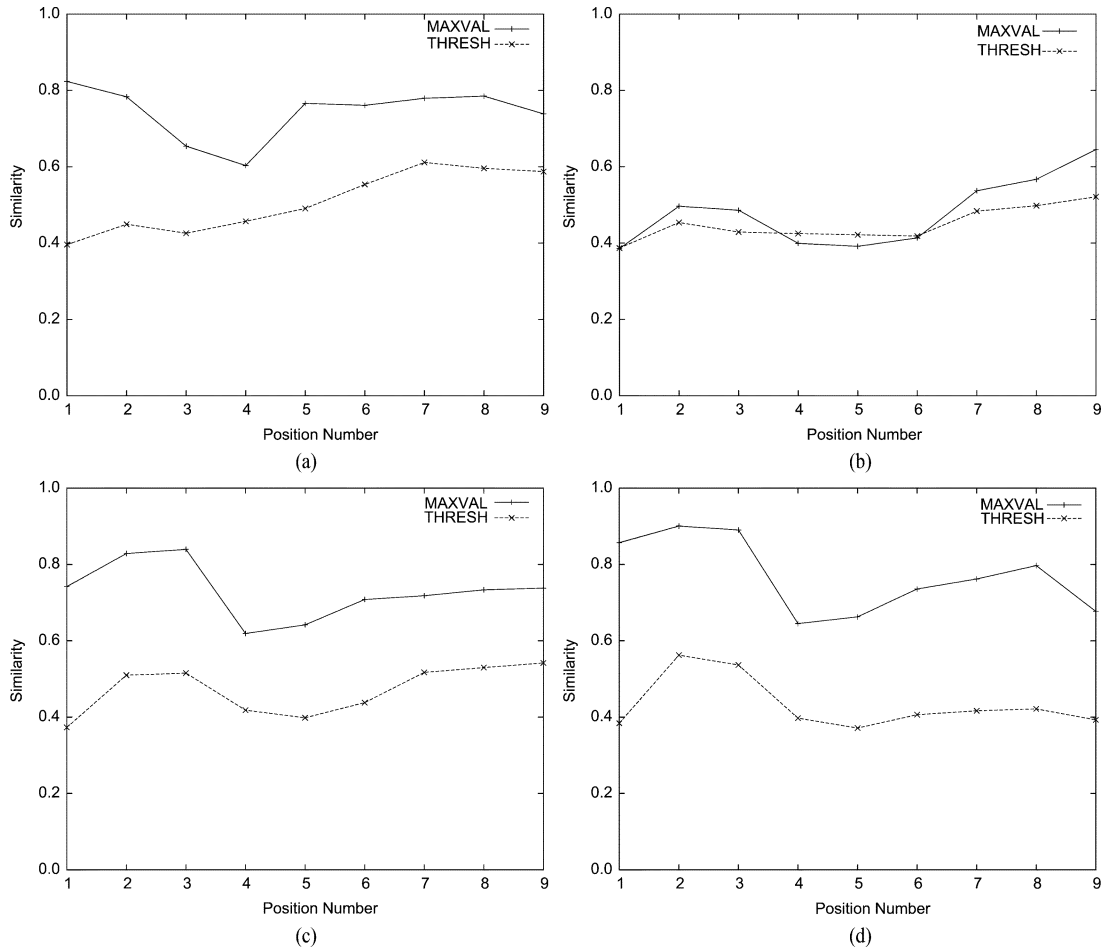 1.0
0.8
0.6
0.4
0.2
0.0
Similarity
MAXVAL
THRESH
1 2 3 4 5 6 7 8 9
Position Number
(a)
1.0
0.8
0.6
0.4
0.2
0.0
Similarity
MAXVAL
THRESH
1 2 3 4 5 6 7 8 9
Position Number
(b)
1.0
0.8
0.6
0.4
0.2
0.0
Similarity
MAXVAL
THRESH
1 2 3 4 5 6 7 8 9
Position Number
(c)
1.0
0.8
0.6
0.4
0.2
0.0
Similarity
MAXVAL
THRESH
1 2 3 4 5 6 7 8 9
Position Number
(d)